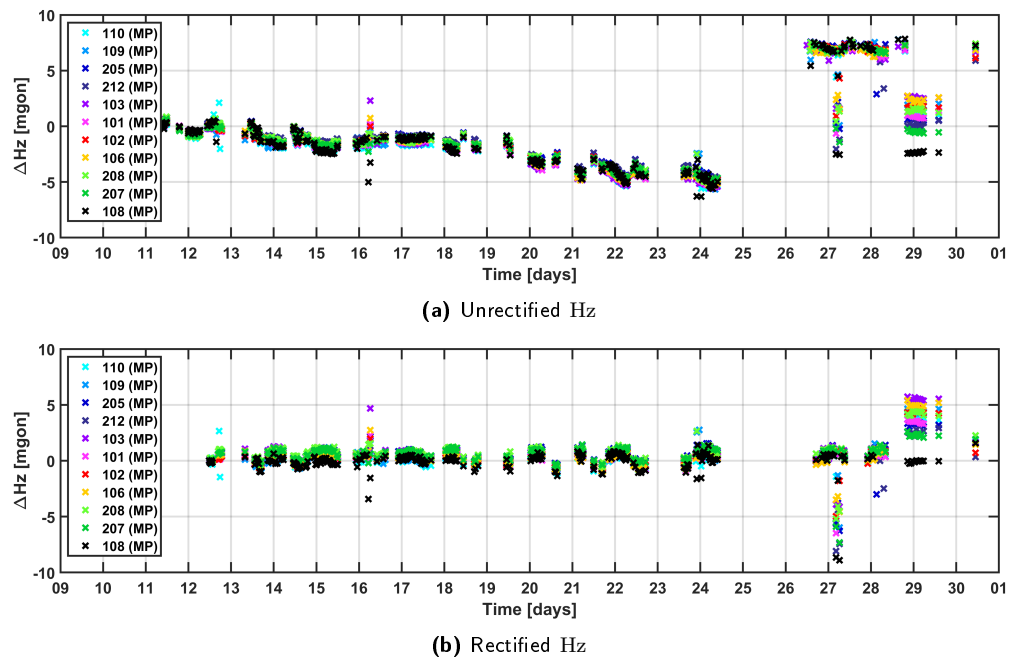 10
5
0
-5
-10
ΔHz [mgon]
110 (MP)
109 (MP)
205 (MP)
212 (MP)
103 (MP)
101 (MP)
102 (MP)
106 (MP)
208 (MP)
207 (MP)
108 (MP)
09 10 11 12 13 14 15 16 17 18 19 20 21 22 23 24 25 26 27 28 29 30 01
Time [days]
(a) Unrectified Hz
10
5
0
-5
-10
ΔHz [mgon]
110 (MP)
109 (MP)
205 (MP)
212 (MP)
103 (MP)
101 (MP)
102 (MP)
106 (MP)
208 (MP)
207 (MP)
108 (MP)
09 10 11 12 13 14 15 16 17 18 19 20 21 22 23 24 25 26 27 28 29 30 01
Time [days]
(b) Rectified Hz